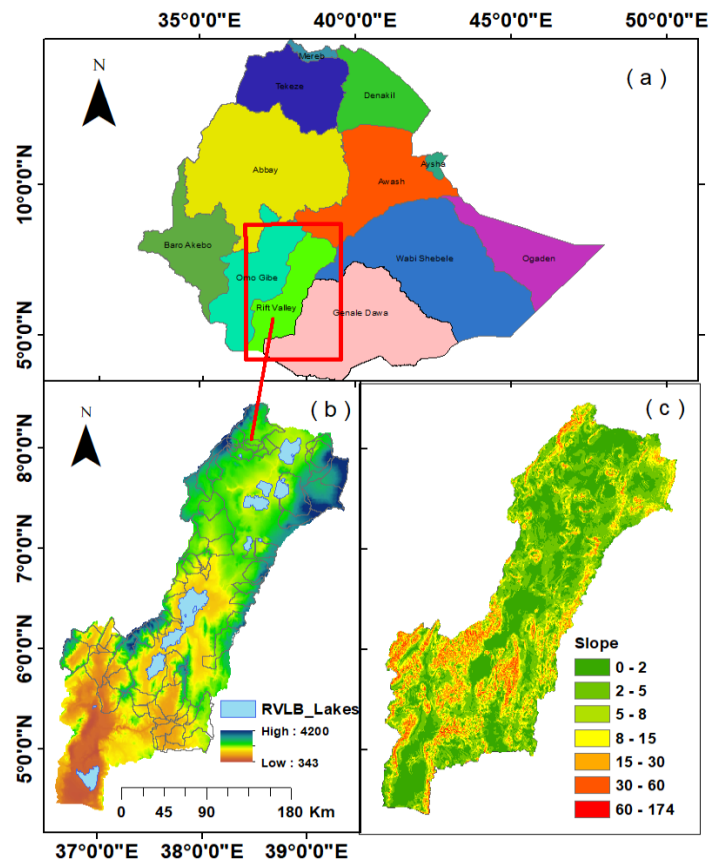 35°0'0"E 40°0'0"E 45°0'0"E 50°0'0"E
N
( a )
Mereb
Tekeze
Denakil
Abbay
Aysha
Awash
10°0'0"N
Baro Akebo
Omo Gibe
Wabi Shebele
Ogaden
Rift Valley
Genale Dawa
5°0'0"N
N
( b )
8°0'0"N
7°0'0"N
6°0'0"N
5°0'0"N
RVLB_Lakes
High : 4200
Low : 343
0 45 90 180 Km
37°0'0"E 38°0'0"E 39°0'0"E
( c )
Slope
0 - 2
2 - 5
5 - 8
8 - 15
15 - 30
30 - 60
60 - 174